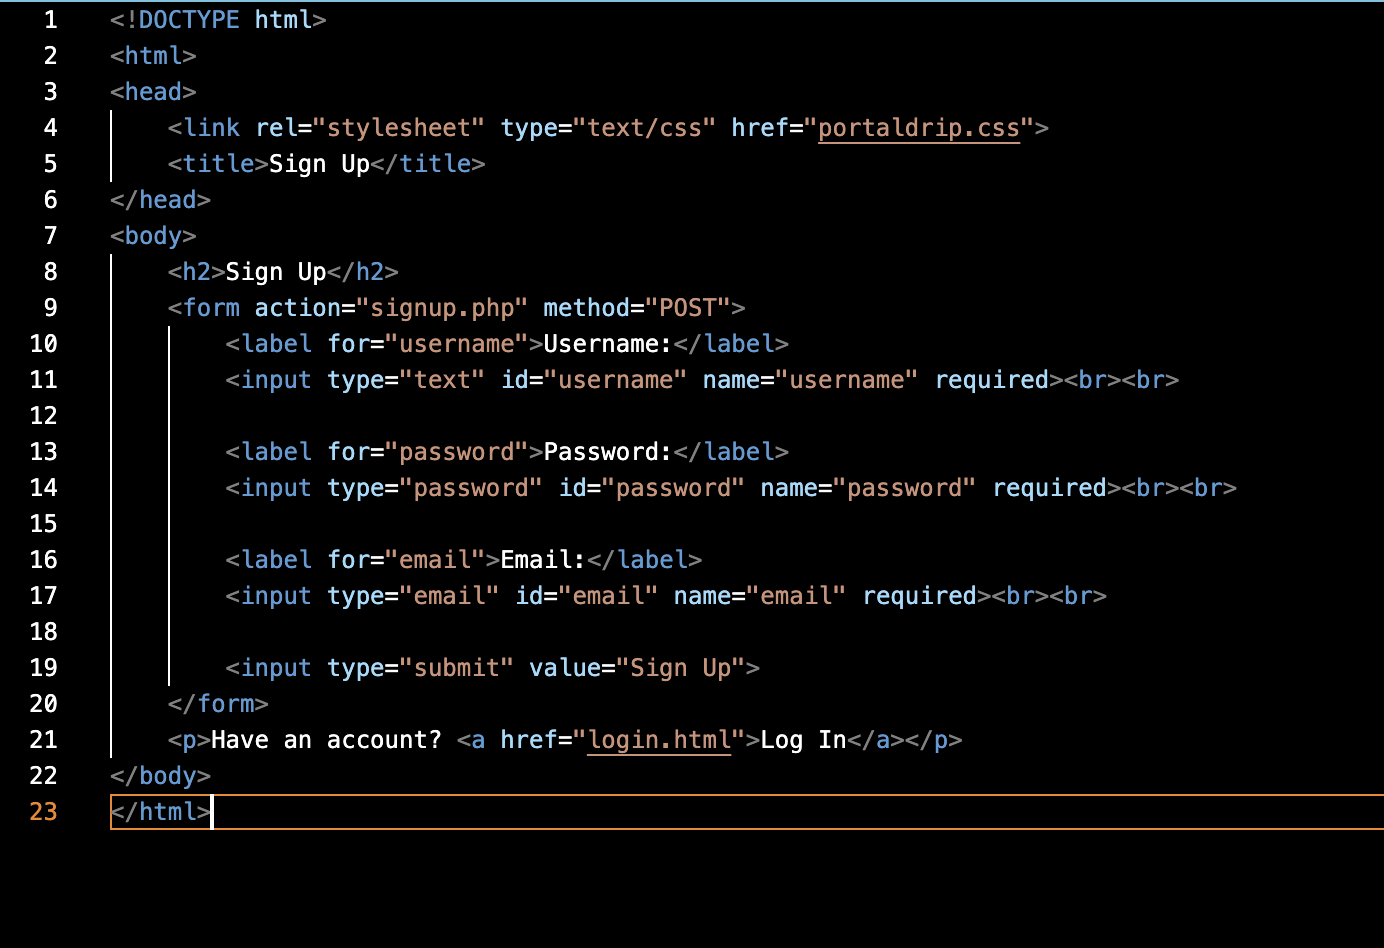 1 <!DOCTYPE html>
2 <html>
3 <head>
4     <link rel="stylesheet" type="text/css" href="portaldrip.css">
5     <title>Sign Up</title>
6 </head>
7 <body>
8     <h2>Sign Up</h2>
9     <form action="signup.php" method="POST">
10         <label for="username">Username:</label>
11         <input type="text" id="username" name="username" required><br><br>
12
13         <label for="password">Password:</label>
14         <input type="password" id="password" name="password" required><br><br>
15
16         <label for="email">Email:</label>
17         <input type="email" id="email" name="email" required><br><br>
18
19         <input type="submit" value="Sign Up">
20     </form>
21     <p>Have an account? <a href="login.html">Log In</a></p>
22 </body>
23 </html>